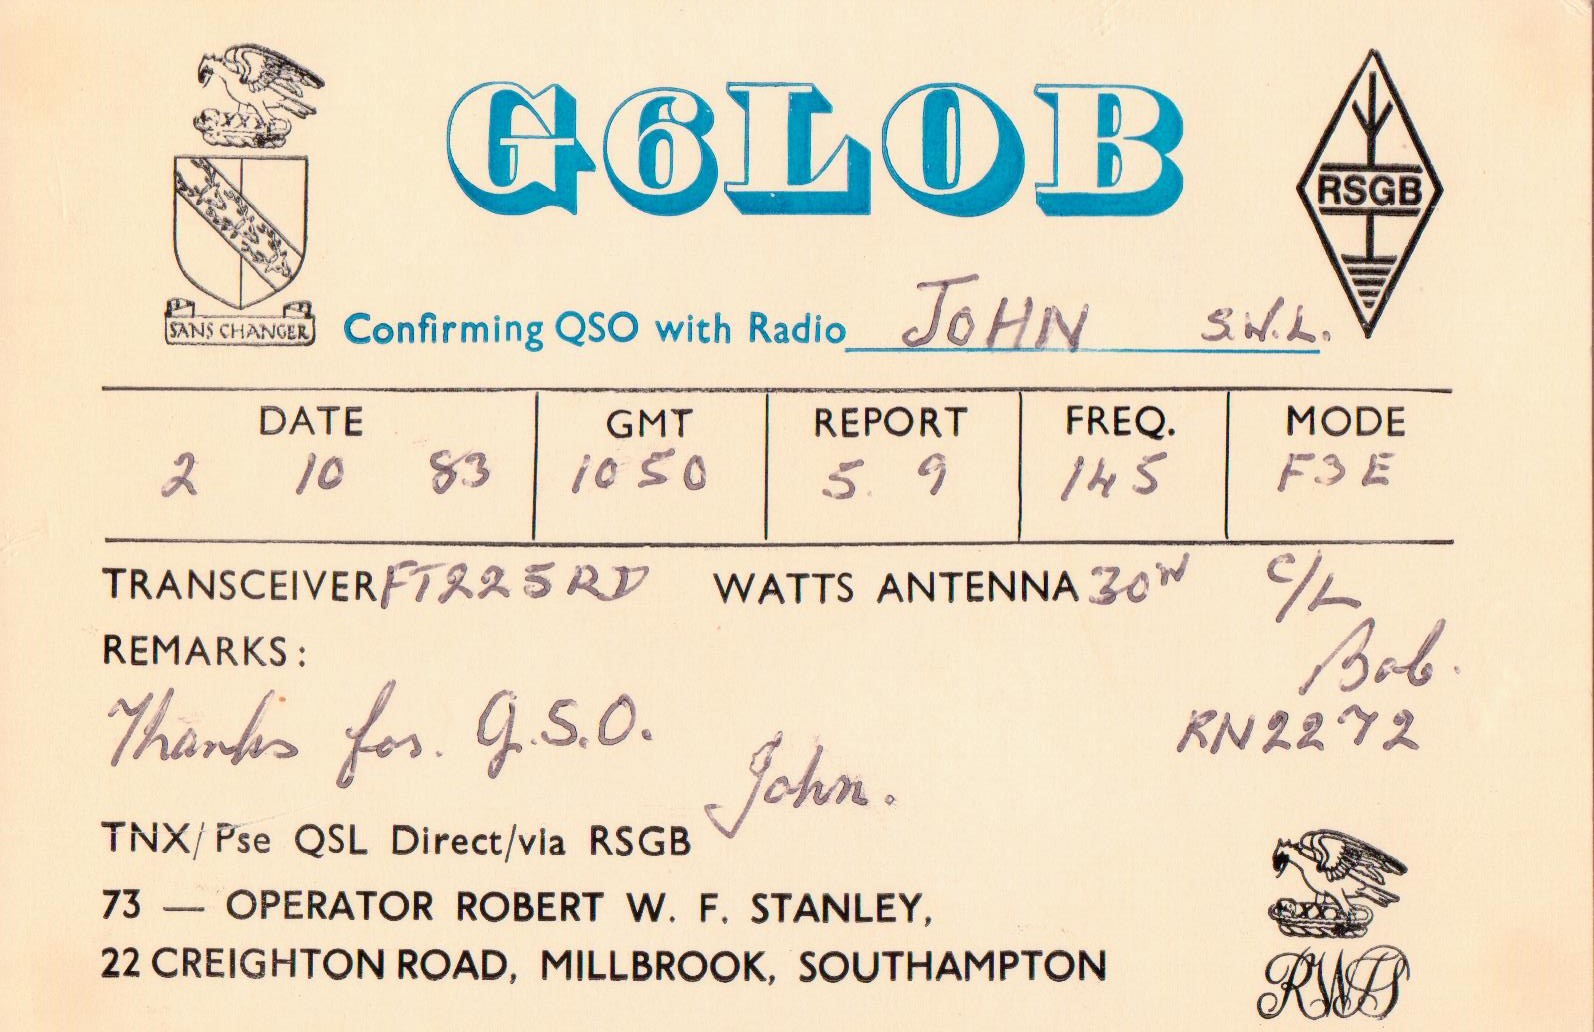 G6LOB
RSGB
SANS CHANGER
Confirming QSO with Radio JOHN S.W.L.
DATE GMT REPORT FREQ. MODE
2 10 83 1050 5 9 145 F3E
TRANSCEIVER FT225RD WATTS ANTENNA 30W C/L
REMARKS:
Bob.
Thanks for. Q.S.O. RN2272
John.
TNX/Pse QSL Direct/via RSGB
73 — OPERATOR ROBERT W. F. STANLEY,
22 CREIGHTON ROAD, MILLBROOK, SOUTHAMPTON
RWFS